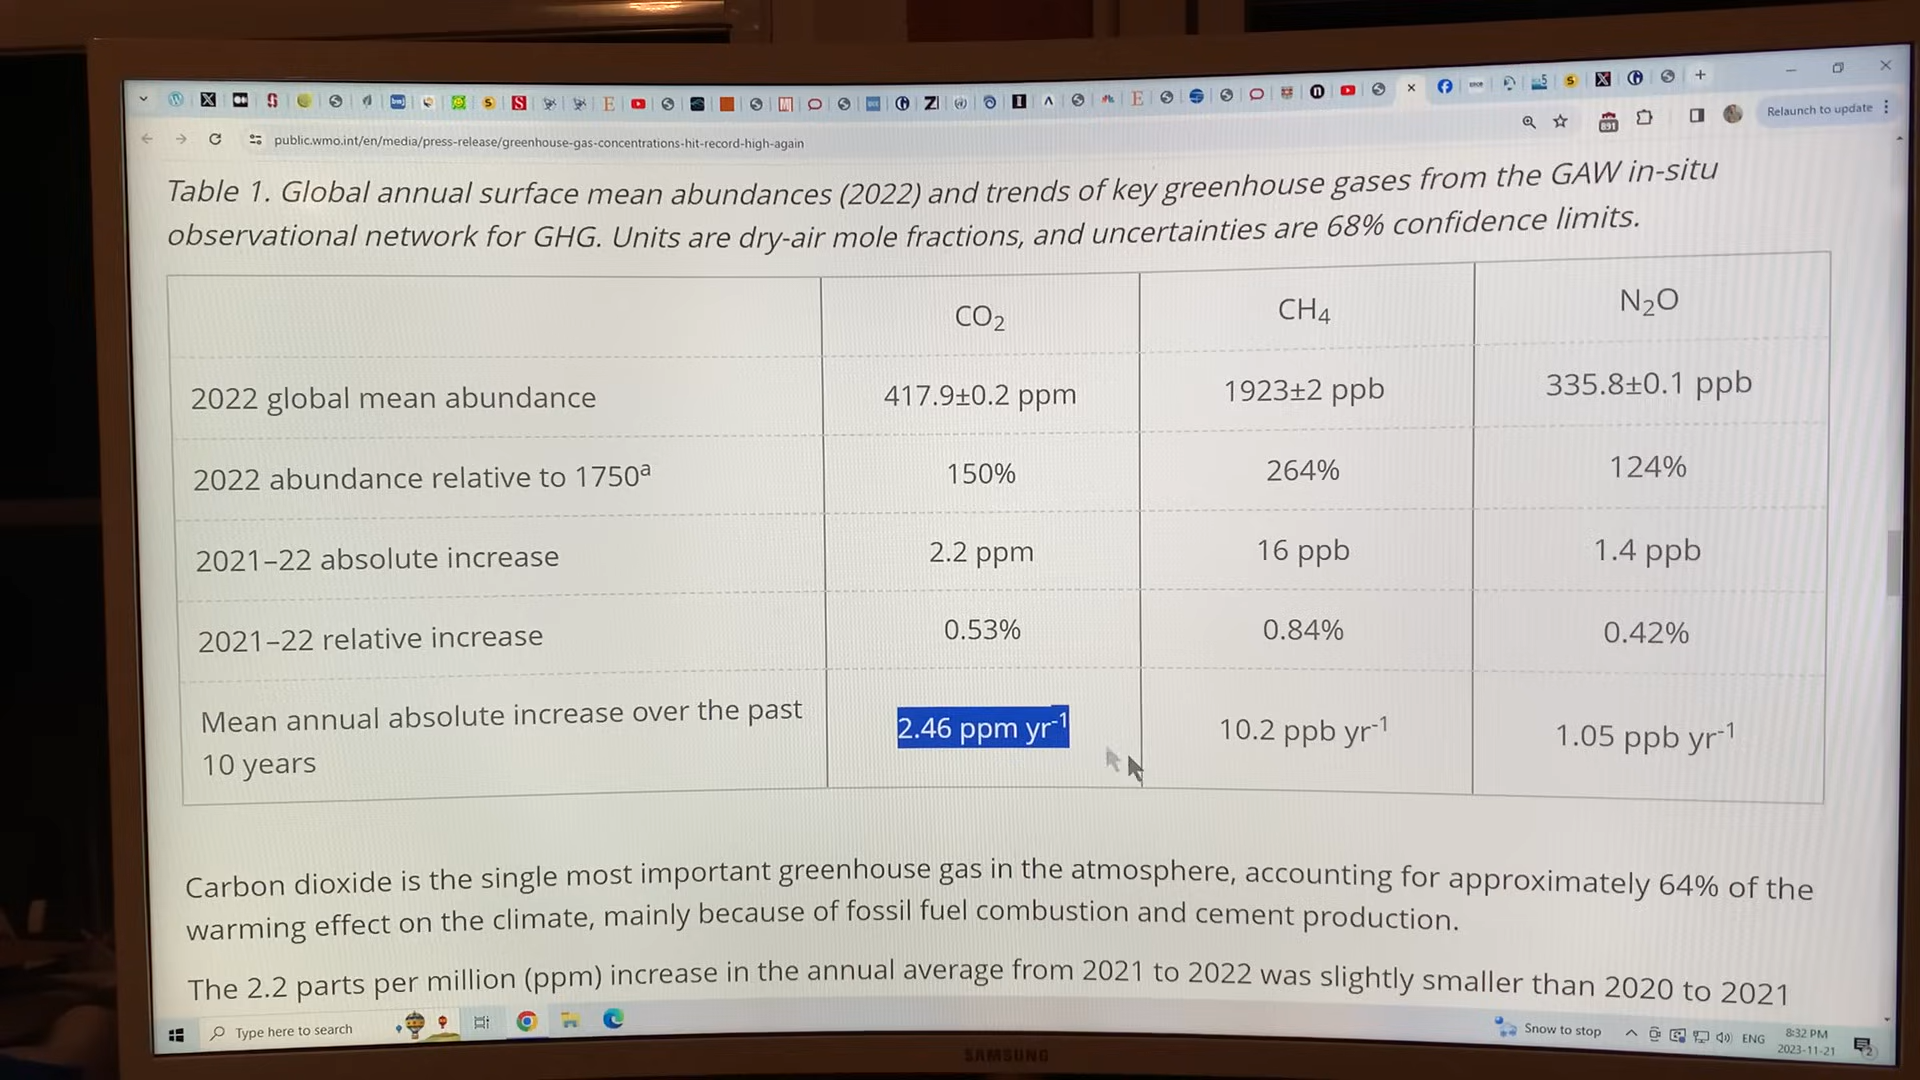 Relaunch to update
public.wmo.int/en/media/press-release/greenhouse-gas-concentrations-hit-record-high-again
891
Table 1. Global annual surface mean abundances (2022) and trends of key greenhouse gases from the GAW in-situ
observational network for GHG. Units are dry-air mole fractions, and uncertainties are 68% confidence limits.
CO₂ CH₄ N₂O
2022 global mean abundance 417.9±0.2 ppm 1923±2 ppb 335.8±0.1 ppb
2022 abundance relative to 1750ᵃ 150% 264% 124%
2021–22 absolute increase 2.2 ppm 16 ppb 1.4 ppb
2021–22 relative increase 0.53% 0.84% 0.42%
Mean annual absolute increase over the past
10 years 2.46 ppm yr⁻¹ 10.2 ppb yr⁻¹ 1.05 ppb yr⁻¹
Carbon dioxide is the single most important greenhouse gas in the atmosphere, accounting for approximately 64% of the
warming effect on the climate, mainly because of fossil fuel combustion and cement production.
The 2.2 parts per million (ppm) increase in the annual average from 2021 to 2022 was slightly smaller than 2020 to 2021
Type here to search
Snow to stop
ENG
8:32 PM
2023-11-21
2
SAMSUNG